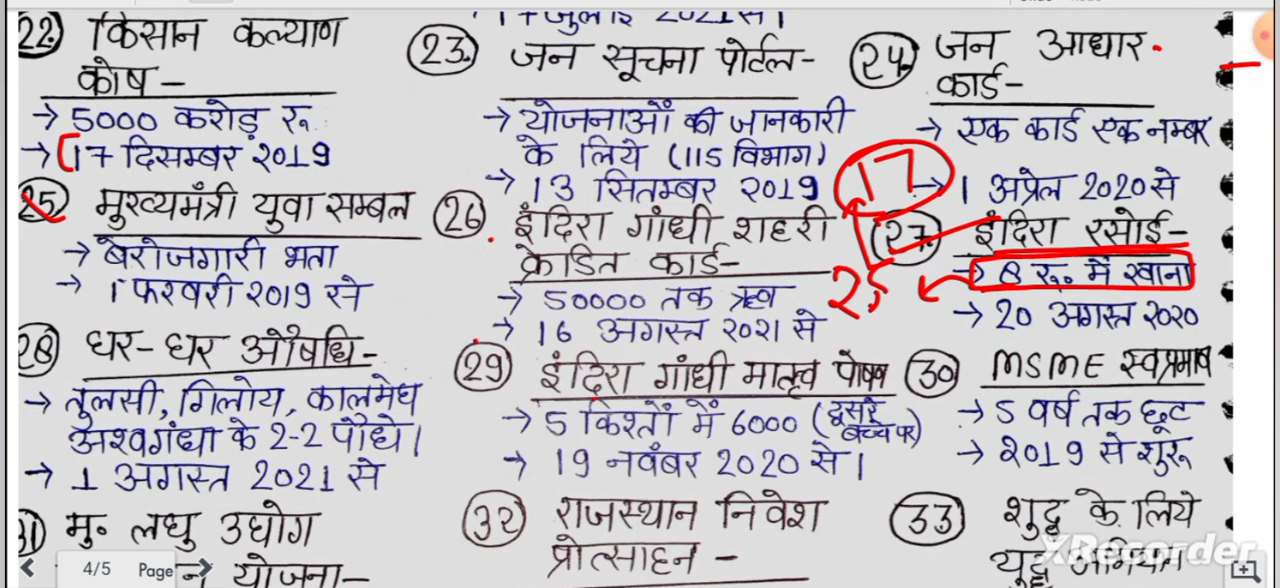 17 जुलाई 2021 से।
22. किसान कल्याण
कोष –
→ 5000 करोड़ रु
→ 17 दिसम्बर 2019
23. जन सूचना पोर्टल–
→ योजनाओं की जानकारी
के लिये (115 विभाग)
→ 13 सितम्बर 2019
24. जन आधार
कार्ड–
→ एक कार्ड एक नम्बर
→ 1 अप्रेल 2020 से
17
25
25. मुख्यमंत्री युवा सम्बल
→ बेरोजगारी भत्ता
→ 1 फरवरी 2019 से
26. इंदिरा गांधी शहरी
क्रेडित कार्ड–
→ 50000 तक ऋण
→ 16 अगस्त 2021 से
27. इंदिरा रसोई–
→ 8 रु. में खाना
→ 20 अगस्त 2020
28 घर-घर औषधि–
→ तुलसी, गिलोय, कालमेघ
अश्वगंधा के 2-2 पौधे।
→ 1 अगस्त 2021 से
29 इंदिरा गांधी मातृत्व पोषण
→ 5 किश्तों में 6000 (दूसरे
बच्चे पर)
→ 19 नवंबर 2020 से।
30 MSME
→ 5 वर्ष तक छूट
→ 2019 से शुरू
31 मु. लघु उद्योग
योजना–
32 राजस्थान निवेश
प्रोत्साहन –
33 शुद्ध के लिये
युद्ध अभियान–
4/5 Page
XRecorder